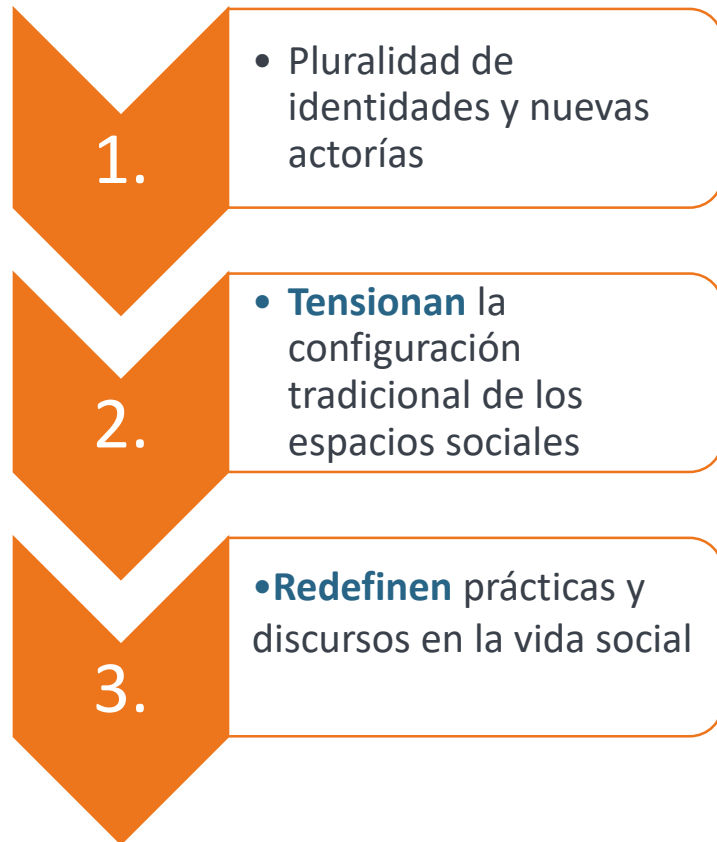 1.
• Pluralidad de
identidades y nuevas
actorías
2.
• Tensionan la
configuración
tradicional de los
espacios sociales
3.
•Redefinen prácticas y
discursos en la vida social